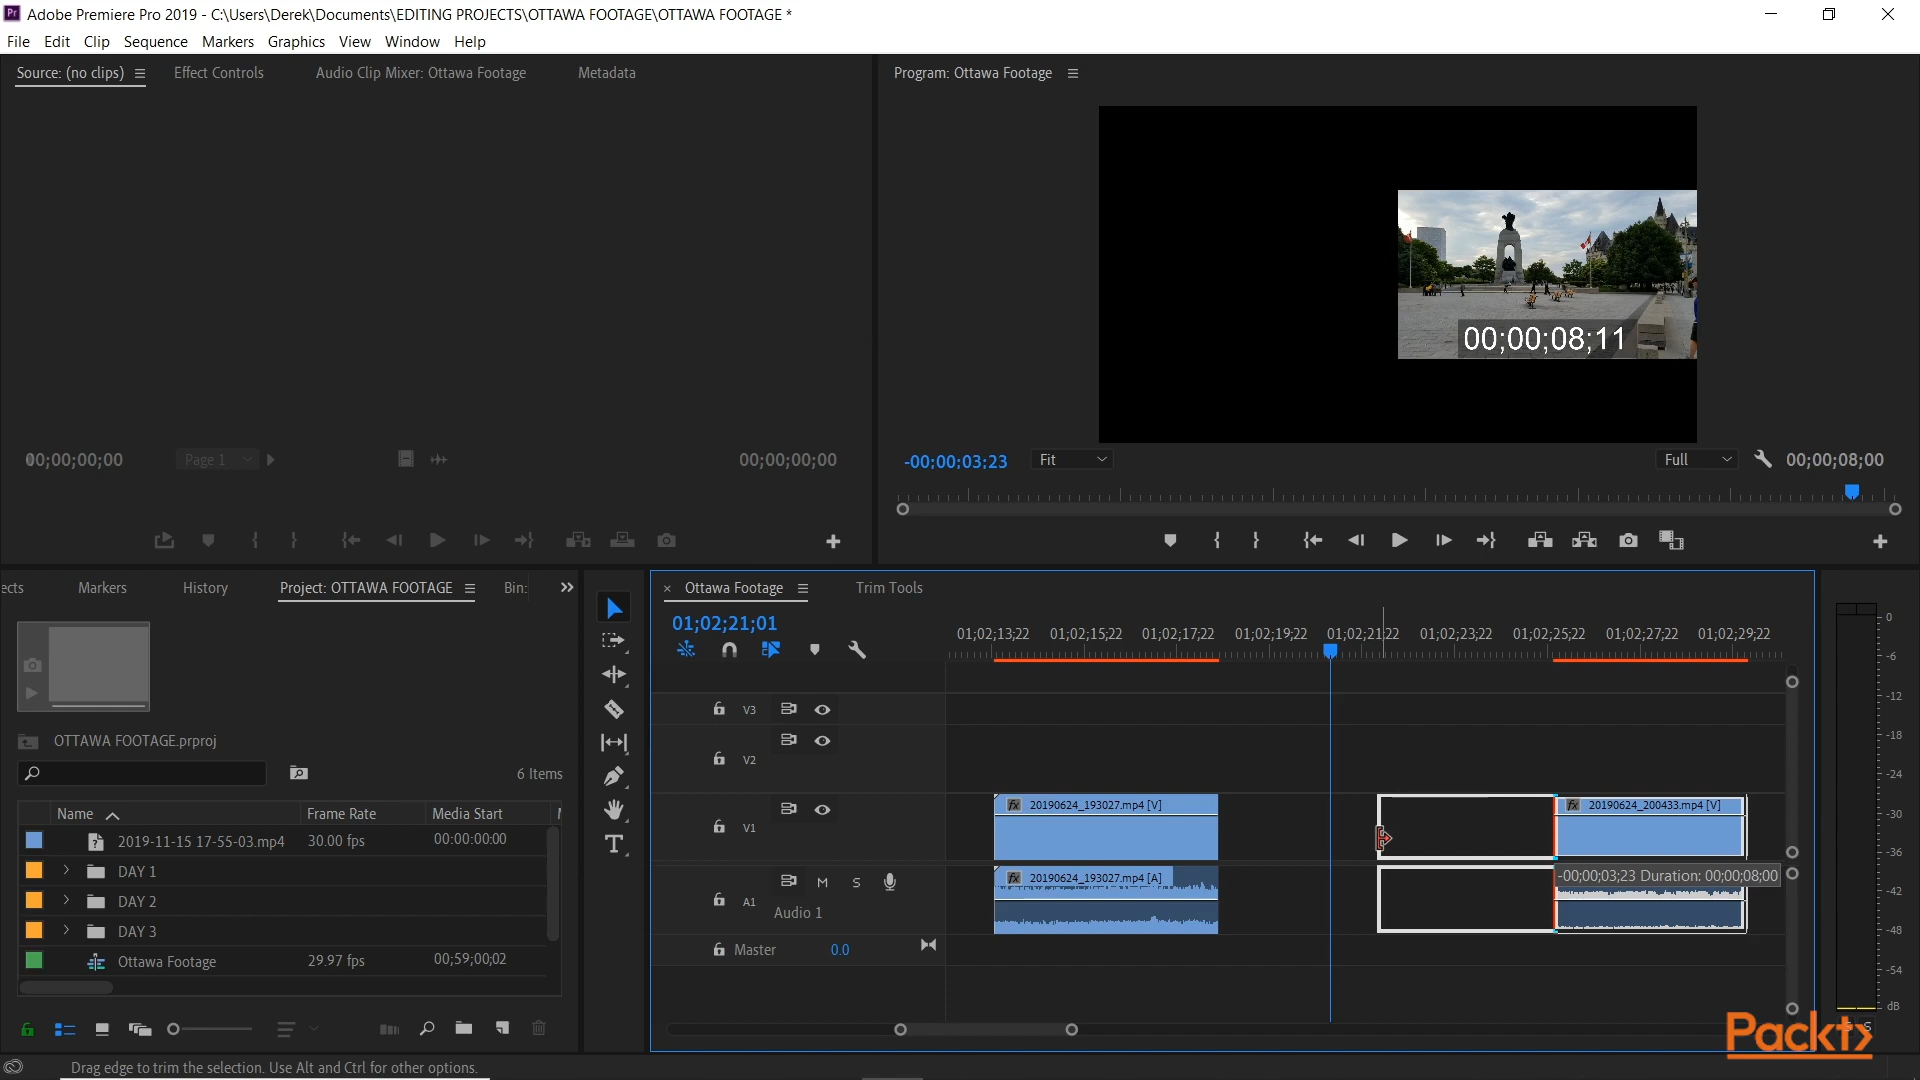 Pr Adobe Premiere Pro 2019 - C:\Users\Derek\Documents\EDITING PROJECTS\OTTAWA FOOTAGE\OTTAWA FOOTAGE *
File Edit Clip Sequence Markers Graphics View Window Help
Source: (no clips) Effect Controls Audio Clip Mixer: Ottawa Footage Metadata
Program: Ottawa Footage
00;00;08;11
00;00;00;00 Page 1 00;00;00;00
-00;00;03;23 Fit Full 00;00;08;00
ects Markers History Project: OTTAWA FOOTAGE Bin:
Ottawa Footage Trim Tools
01;02;21;01
01;02;13;22 01;02;15;22 01;02;17;22 01;02;19;22 01;02;21;22 01;02;23;22 01;02;25;22 01;02;27;22 01;02;29;22
OTTAWA FOOTAGE.prproj
6 Items
Name Frame Rate Media Start
2019-11-15 17-55-03.mp4 30.00 fps 00:00:00:00
DAY 1
DAY 2
DAY 3
Ottawa Footage 29.97 fps 00;59;00;02
V3
V2
V1
fx 20190624_193027.mp4 [V]
fx 20190624_200433.mp4 [V]
A1 M S
Audio 1
fx 20190624_193027.mp4 [A]
-00;00;03;23 Duration: 00;00;08;00
Master 0.0
0
-6
-12
-18
-24
-30
-36
-42
-48
-54
dB
S
Packt
T
Drag edge to trim the selection. Use Alt and Ctrl for other options.